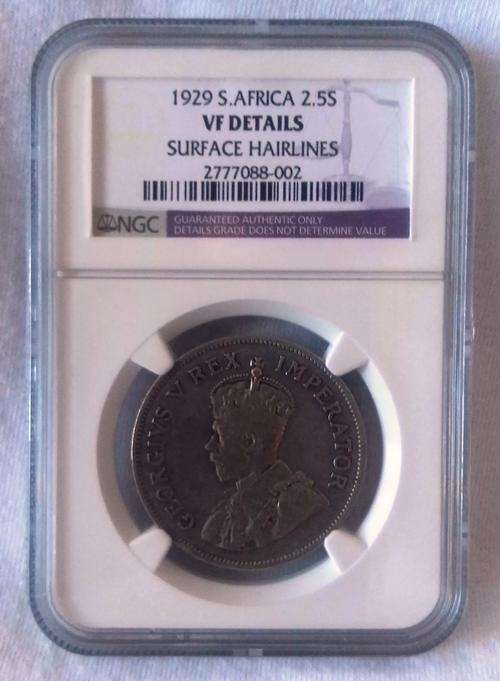 1929 S.AFRICA 2.5S
VF DETAILS
SURFACE HAIRLINES
2777088-002
NGC
GUARANTEED AUTHENTIC ONLY
DETAILS GRADE DOES NOT DETERMINE VALUE
GEORGIVS V REX IMPERATOR